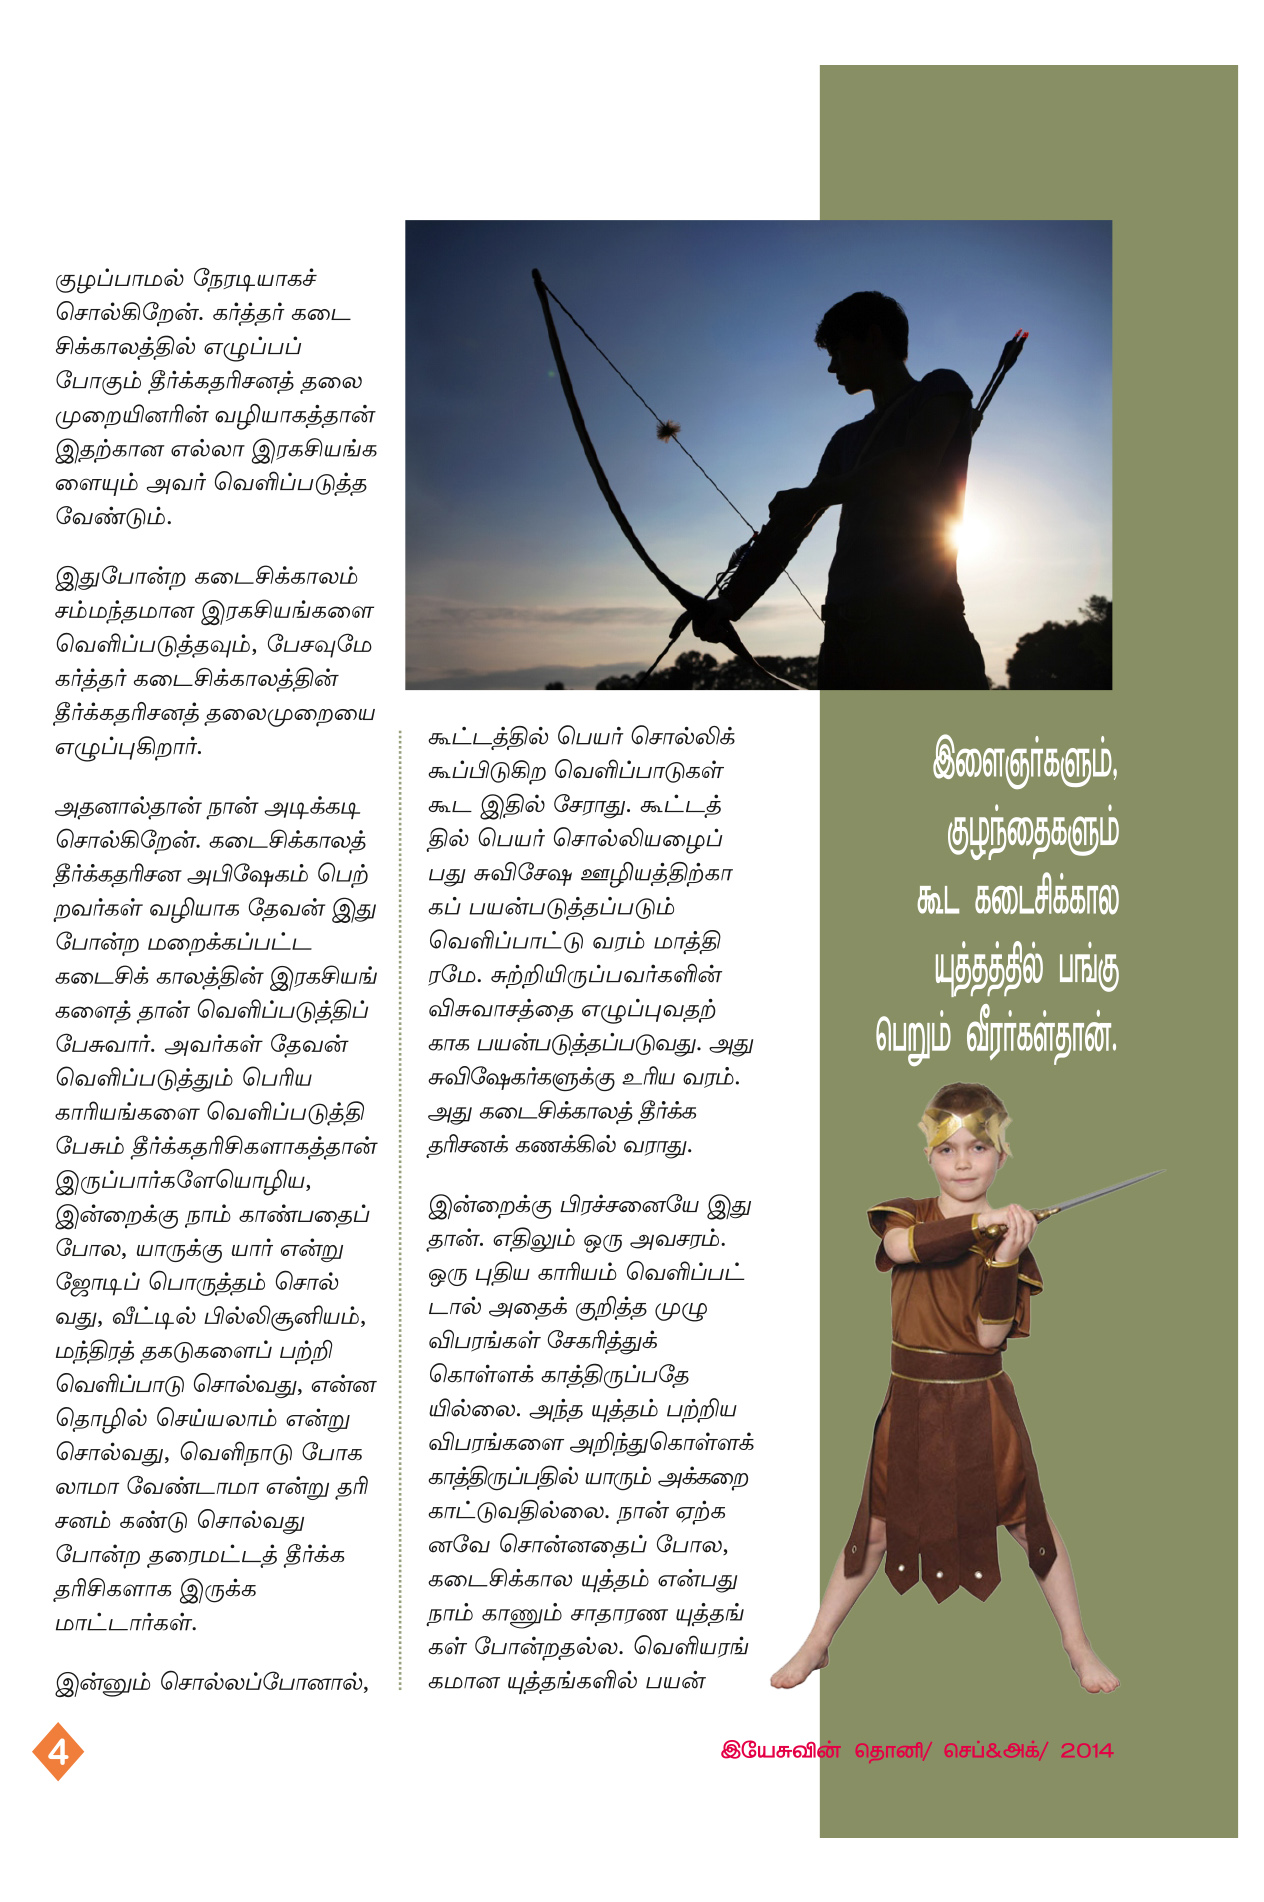 குழப்பாமல் நேரடியாகச்
சொல்கிறேன். கர்த்தர் கடை
சிக்காலத்தில் எழுப்பப்
போகும் தீர்க்கதரிசனத் தலை
முறையினரின் வழியாகத்தான்
இதற்கான எல்லா இரகசியங்க
ளையும் அவர் வெளிப்படுத்த
வேண்டும்.
இதுபோன்ற கடைசிக்காலம்
சம்மந்தமான இரகசியங்களை
வெளிப்படுத்தவும், பேசவுமே
கர்த்தர் கடைசிக்காலத்தின்
தீர்க்கதரிசனத் தலைமுறையை
எழுப்புகிறார்.
அதனால்தான் நான் அடிக்கடி
சொல்கிறேன். கடைசிக்காலத்
தீர்க்கதரிசன அபிஷேகம் பெற்
றவர்கள் வழியாக தேவன் இது
போன்ற மறைக்கப்பட்ட
கடைசிக் காலத்தின் இரகசியங்
களைத் தான் வெளிப்படுத்திப்
பேசுவார். அவர்கள் தேவன்
வெளிப்படுத்தும் பெரிய
காரியங்களை வெளிப்படுத்தி
பேசும் தீர்க்கதரிசிகளாகத்தான்
இருப்பார்களேயொழிய,
இன்றைக்கு நாம் காண்பதைப்
போல, யாருக்கு யார் என்று
ஜோடிப் பொருத்தம் சொல்
வது, வீட்டில் பில்லிசூனியம்,
மந்திரத் தகடுகளைப் பற்றி
வெளிப்பாடு சொல்வது, என்ன
தொழில் செய்யலாம் என்று
சொல்வது, வெளிநாடு போக
லாமா வேண்டாமா என்று தரி
சனம் கண்டு சொல்வது
போன்ற தரைமட்டத் தீர்க்க
தரிசிகளாக இருக்க
மாட்டார்கள்.
இன்னும் சொல்லப்போனால்,
கூட்டத்தில் பெயர் சொல்லிக்
கூப்பிடுகிற வெளிப்பாடுகள்
கூட இதில் சேராது. கூட்டத்
தில் பெயர் சொல்லியழைப்
பது சுவிசேஷ ஊழியத்திற்கா
கப் பயன்படுத்தப்படும்
வெளிப்பாட்டு வரம் மாத்தி
ரமே. சுற்றியிருப்பவர்களின்
விசுவாசத்தை எழுப்புவதற்
காக பயன்படுத்தப்படுவது. அது
சுவிஷேகர்களுக்கு உரிய வரம்.
அது கடைசிக்காலத் தீர்க்க
தரிசனக் கணக்கில் வராது.
இன்றைக்கு பிரச்சனையே இது
தான். எதிலும் ஒரு அவசரம்.
ஒரு புதிய காரியம் வெளிப்பட்
டால் அதைக் குறித்த முழு
விபரங்கள் சேகரித்துக்
கொள்ளக் காத்திருப்பதே
யில்லை. அந்த யுத்தம் பற்றிய
விபரங்களை அறிந்துகொள்ளக்
காத்திருப்பதில் யாரும் அக்கறை
காட்டுவதில்லை. நான் ஏற்க
னவே சொன்னதைப் போல,
கடைசிக்கால யுத்தம் என்பது
நாம் காணும் சாதாரண யுத்தங்
கள் போன்றதல்ல. வெளியரங்
கமான யுத்தங்களில் பயன்
இளைஞர்களும்,
குழந்தைகளும்
கூட கடைசிக்கால
யுத்தத்தில் பங்கு
பெறும் வீரர்கள்தான்.
4
இயேசுவின் தொனி/ செப்&அக்/ 2014